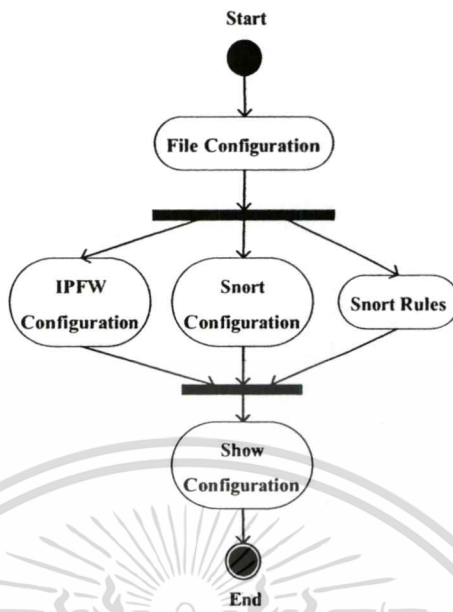 Start
File Configuration
IPFW
Configuration
Snort
Configuration
Snort Rules
Show
Configuration
End